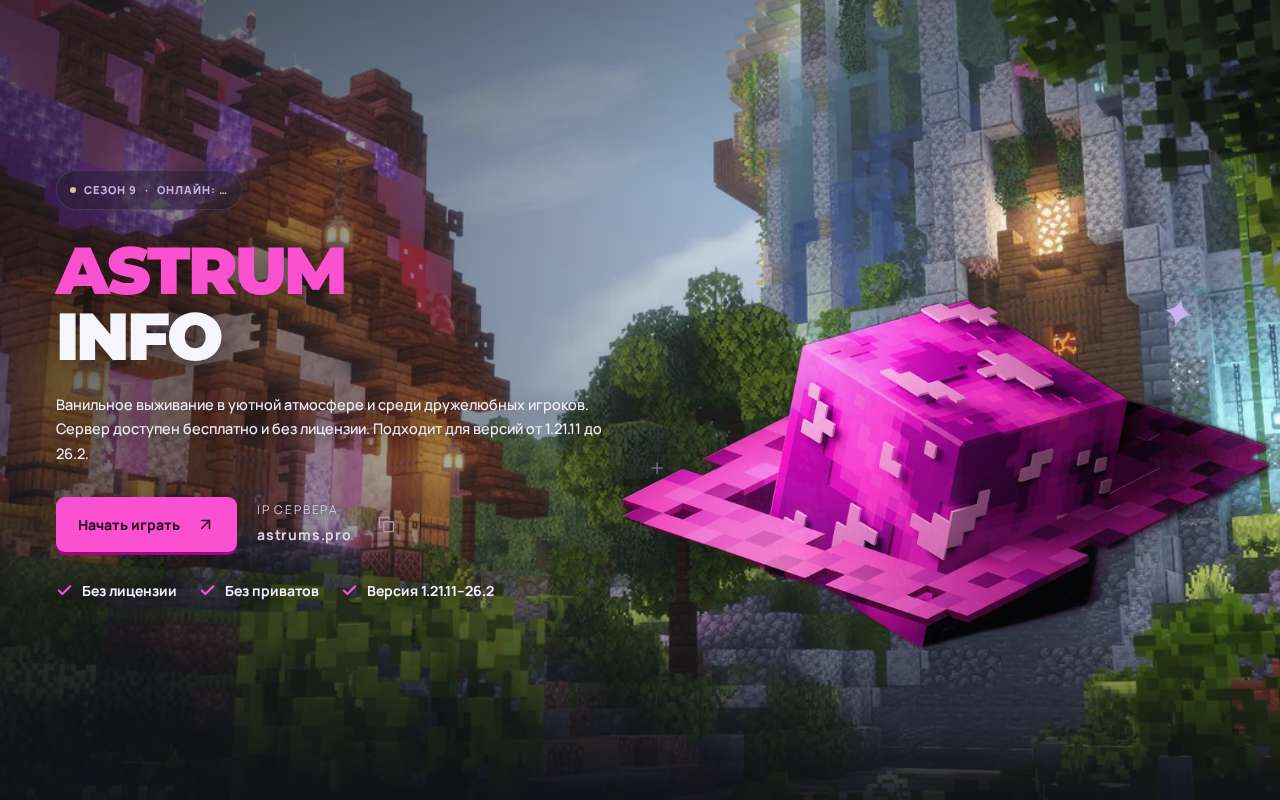 СЕЗОН 9 · ОНЛАЙН: …
ASTRUM
INFO
Ванильное выживание в уютной атмосфере и среди дружелюбных игроков.
Сервер доступен бесплатно и без лицензии. Подходит для версий от 1.21.11 до
26.2.
Начать играть
IP СЕРВЕРА
astrums.pro
Без лицензии
Без приватов
Версия 1.21.11–26.2